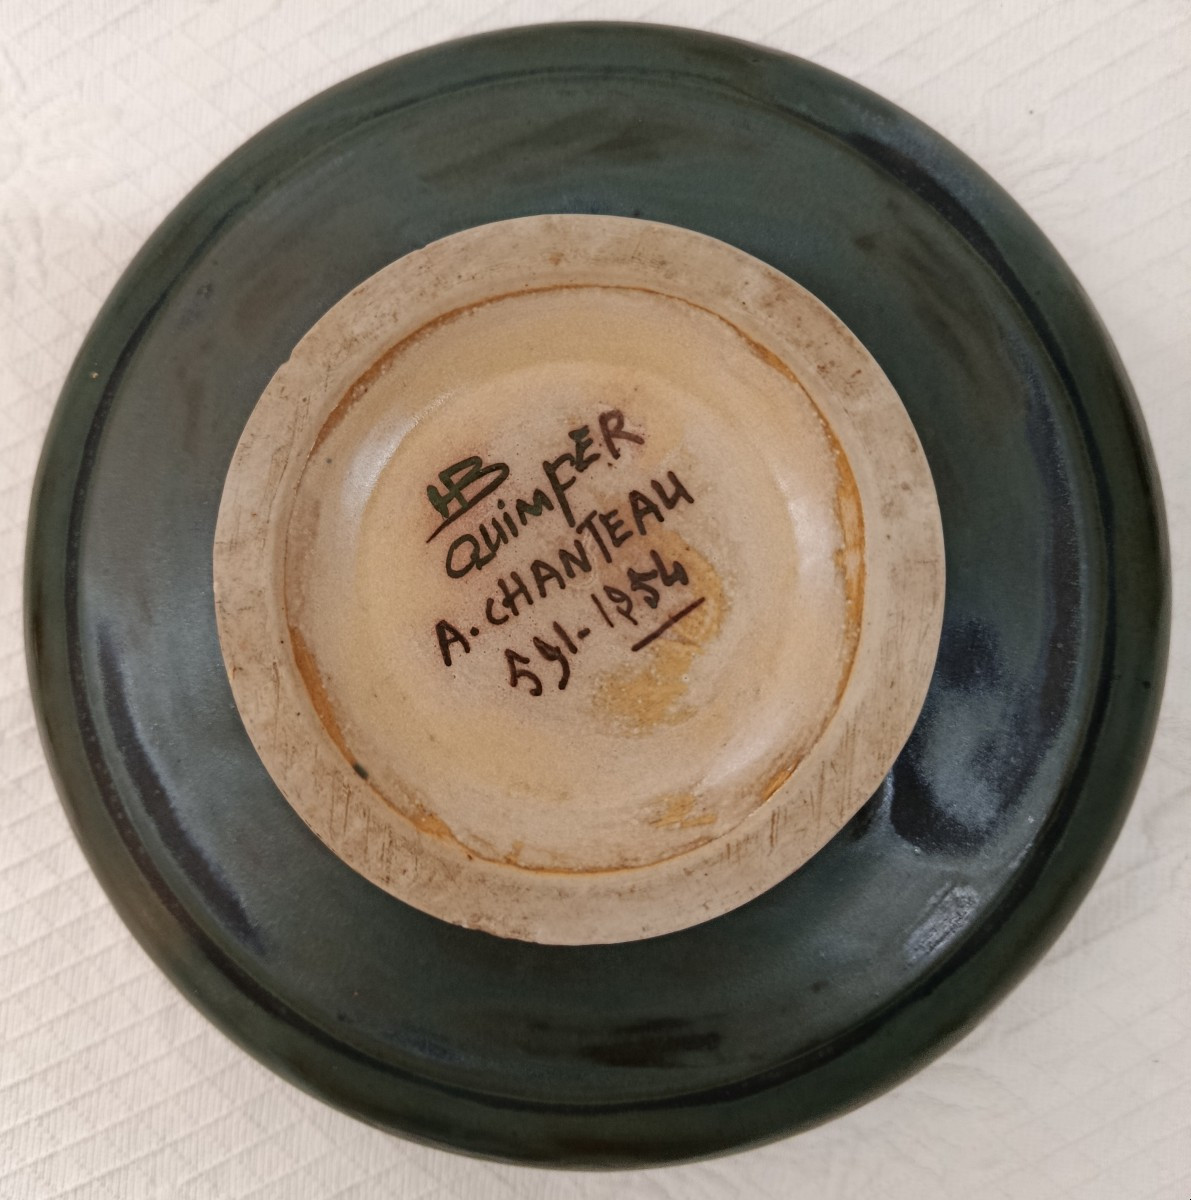 HB
QUIMPER
A. CHANTEAU
591-1954